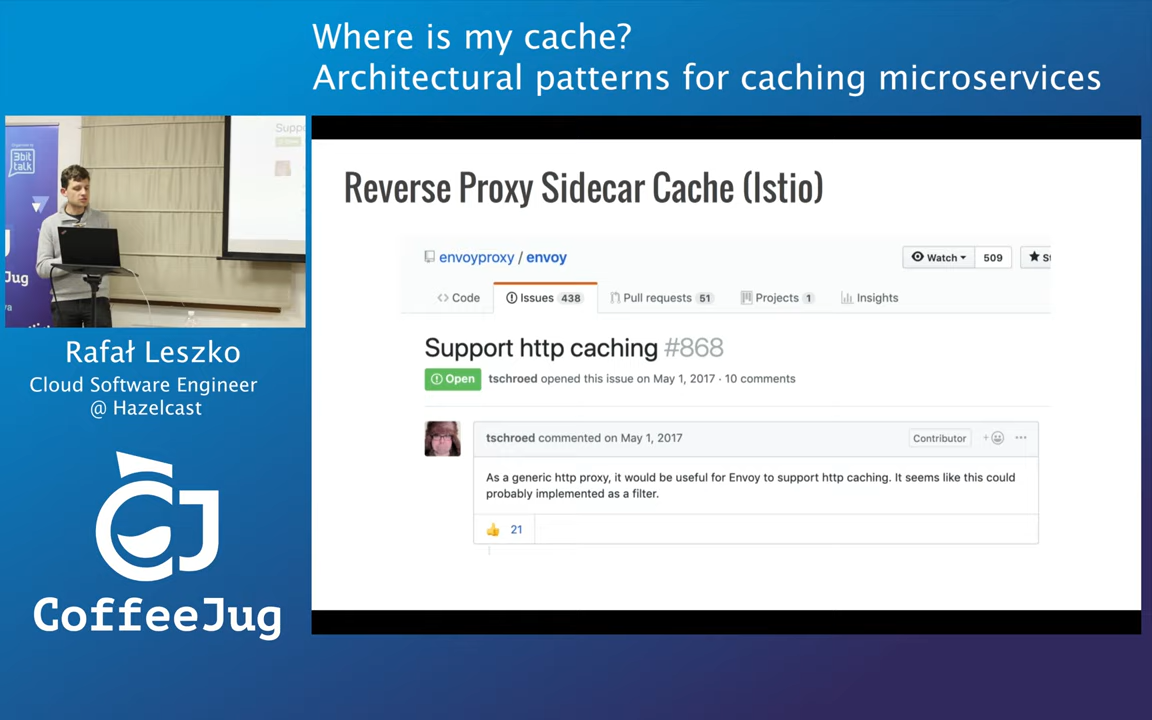 Where is my cache?
Architectural patterns for caching microservices
3bit
talk
Jug
Reverse Proxy Sidecar Cache (Istio)
envoyproxy / envoy
Watch
509
Code
Issues 438
Pull requests 51
Projects 1
Insights
Support http caching #868
Open
tschroed opened this issue on May 1, 2017 · 10 comments
tschroed commented on May 1, 2017
Contributor
As a generic http proxy, it would be useful for Envoy to support http caching. It seems like this could
probably implemented as a filter.
👍 21
Rafał Leszko
Cloud Software Engineer
@ Hazelcast
CJ
CoffeeJug